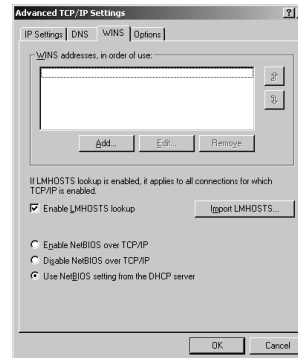 Advanced TCP/IP Settings
IP Settings DNS WINS Options
WINS addresses, in order of use:
Add... Edit... Remove
If LMHOSTS lookup is enabled, it applies to all connections for which
TCP/IP is enabled.
Enable LMHOSTS lookup
Import LMHOSTS...
Enable NetBIOS over TCP/IP
Disable NetBIOS over TCP/IP
Use NetBIOS setting from the DHCP server
OK Cancel